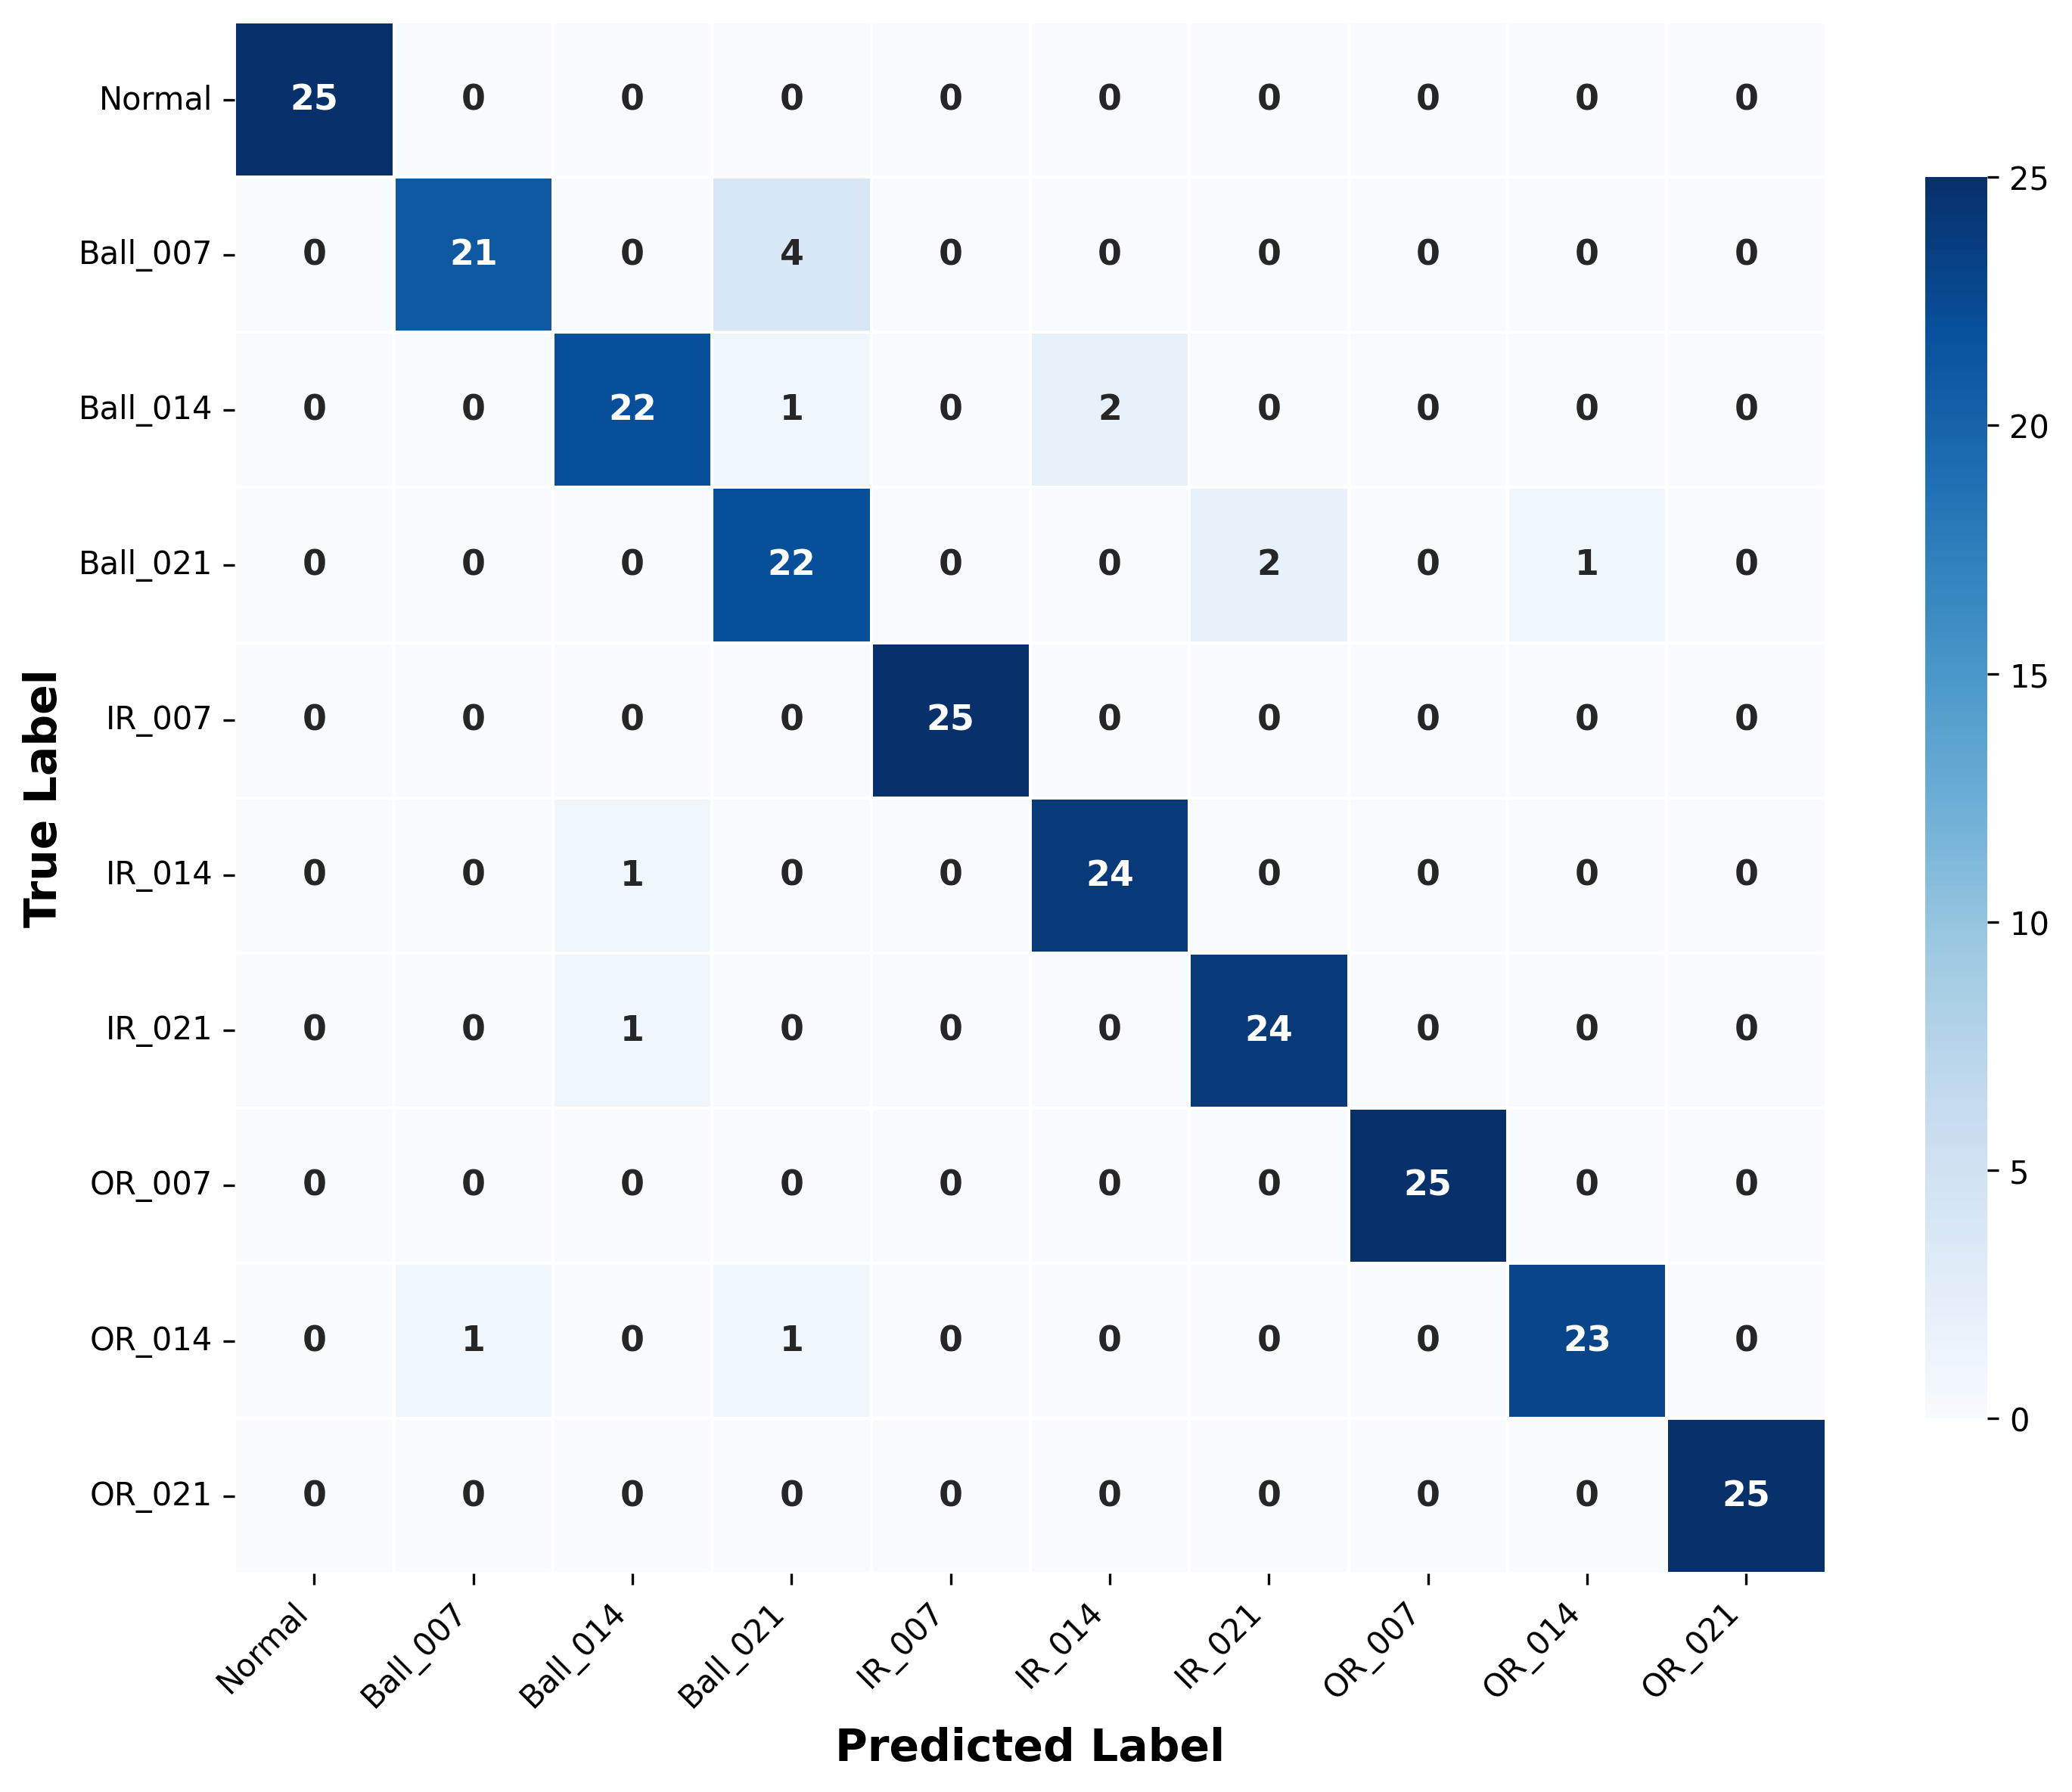 Normal 25 0 0 0 0 0 0 0 0 0
Ball_007 0 21 0 4 0 0 0 0 0 0
Ball_014 0 0 22 1 0 2 0 0 0 0
Ball_021 0 0 0 22 0 0 2 0 1 0
IR_007 0 0 0 0 25 0 0 0 0 0
IR_014 0 0 1 0 0 24 0 0 0 0
IR_021 0 0 1 0 0 0 24 0 0 0
OR_007 0 0 0 0 0 0 0 25 0 0
OR_014 0 1 0 1 0 0 0 0 23 0
OR_021 0 0 0 0 0 0 0 0 0 25
Normal Ball_007 Ball_014 Ball_021 IR_007 IR_014 IR_021 OR_007 OR_014 OR_021
Predicted Label
True Label
25
20
15
10
5
0